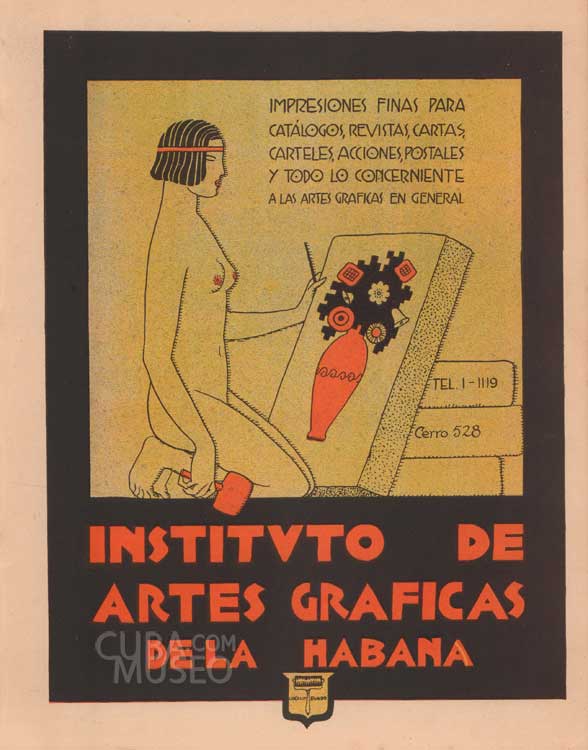 IMPRESIONES FINAS PARA
CATÁLOGOS, REVISTAS, CARTAS,
CARTELES, ACCIONES, POSTALES
Y TODO LO CONCERNIENTE
A LAS ARTES GRAFICAS EN GENERAL
TEL. I-1119
Cerro 528
INSTITVTO DE
ARTES GRAFICAS
DE LA HABANA
CUBA.COM
MUSEO